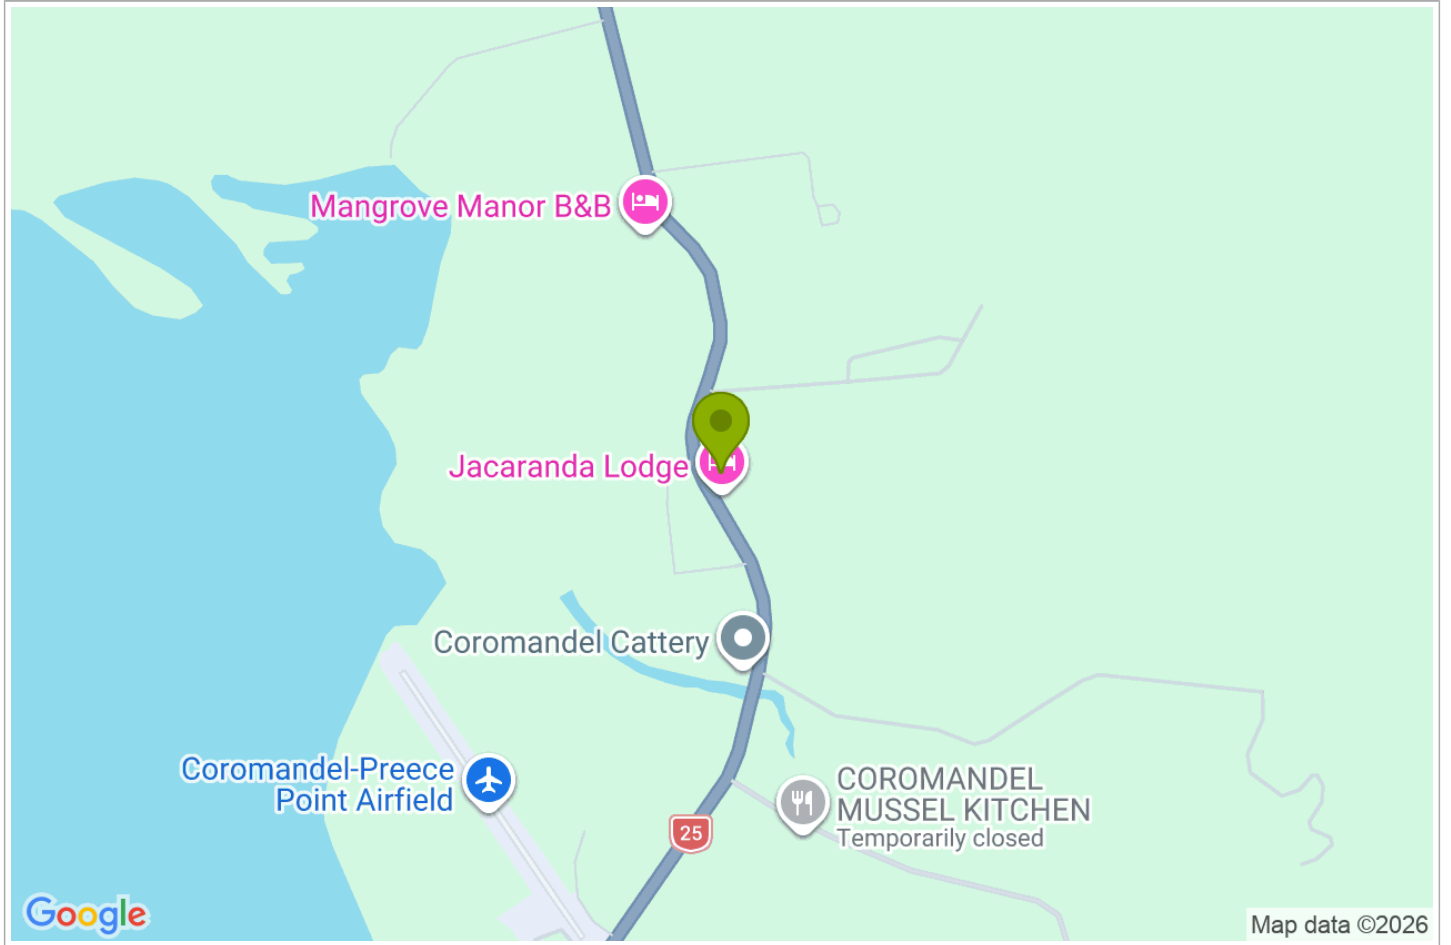 Mangrove Manor B&B
Jacaranda Lodge
Coromandel Cattery
Coromandel-Preece
Point Airfield
COROMANDEL
MUSSEL KITCHEN
Temporarily closed
25
Google
Map data ©2026